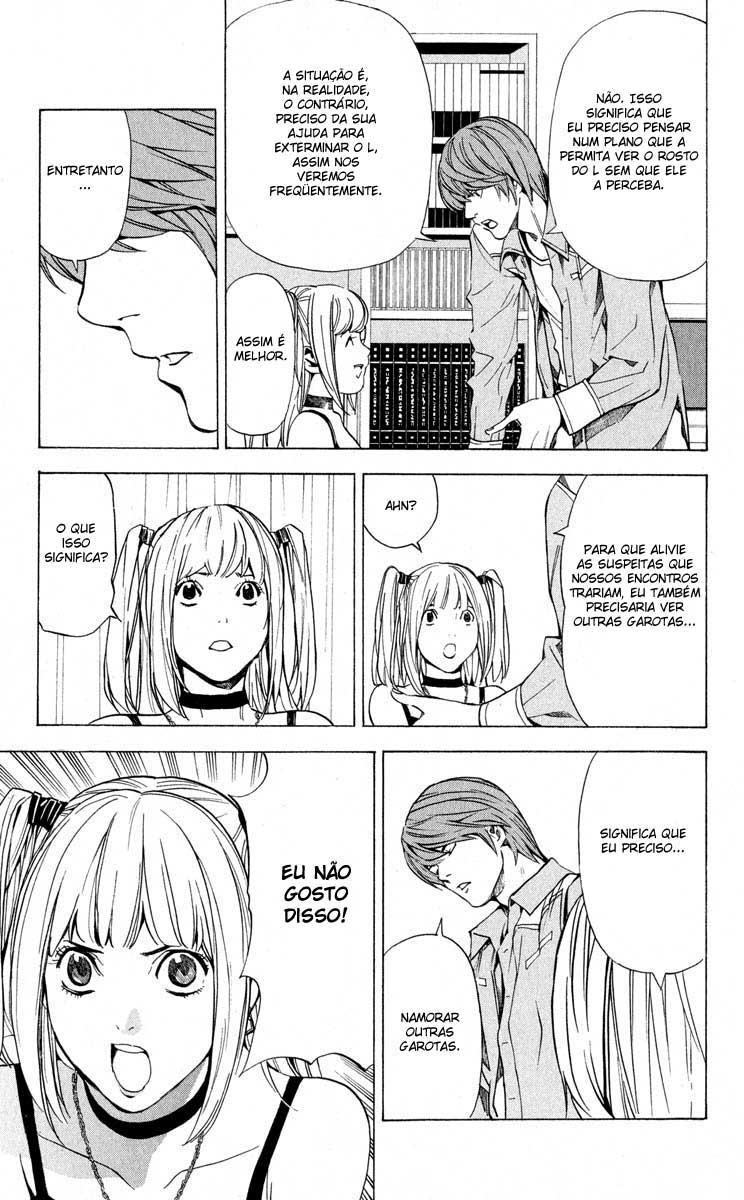 NÃO. ISSO
SIGNIFICA QUE
EU PRECISO PENSAR
NUM PLANO QUE A
PERMITA VER O ROSTO
DO L SEM QUE ELE
A PERCEBA.
A SITUAÇÃO É,
NA REALIDADE,
O CONTRÁRIO,
PRECISO DA SUA
AJUDA PARA
EXTERMINAR O L,
ASSIM NOS
VEREMOS
FREQÜENTEMENTE.
ASSIM É
MELHOR.
ENTRETANTO
...
PARA QUE ALIVIE
AS SUSPEITAS QUE
NOSSOS ENCONTROS
TRARIAM, EU TAMBÉM
PRECISARIA VER
OUTRAS GAROTAS...
AHN?
O QUE
ISSO
SIGNIFICA?
SIGNIFICA QUE
EU PRECISO...
NAMORAR
OUTRAS
GAROTAS.
EU NÃO
GOSTO
DISSO!